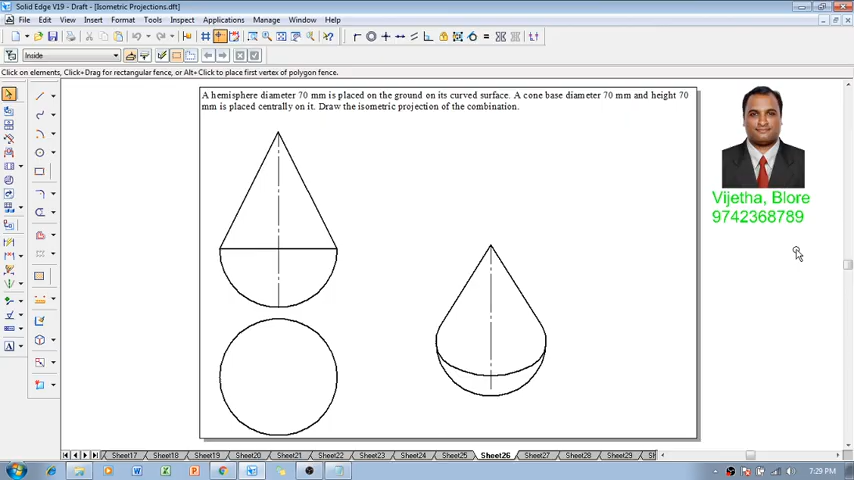 Solid Edge V19 - Draft - [Isometric Projections.dft]
File Edit View Insert Format Tools Inspect Applications Manage Window Help
Inside
Click on elements, Click+Drag for rectangular fence, or Alt+Click to place first vertex of polygon fence.
A hemisphere diameter 70 mm is placed on the ground on its curved surface. A cone base diameter 70 mm and height 70
mm is placed centrally on it. Draw the isometric projection of the combination.
Vijetha, Blore
9742368789
Sheet17 Sheet18 Sheet19 Sheet20 Sheet21 Sheet22 Sheet23 Sheet24 Sheet25 Sheet26 Sheet27 Sheet28 Sheet29 Sh
7:29 PM